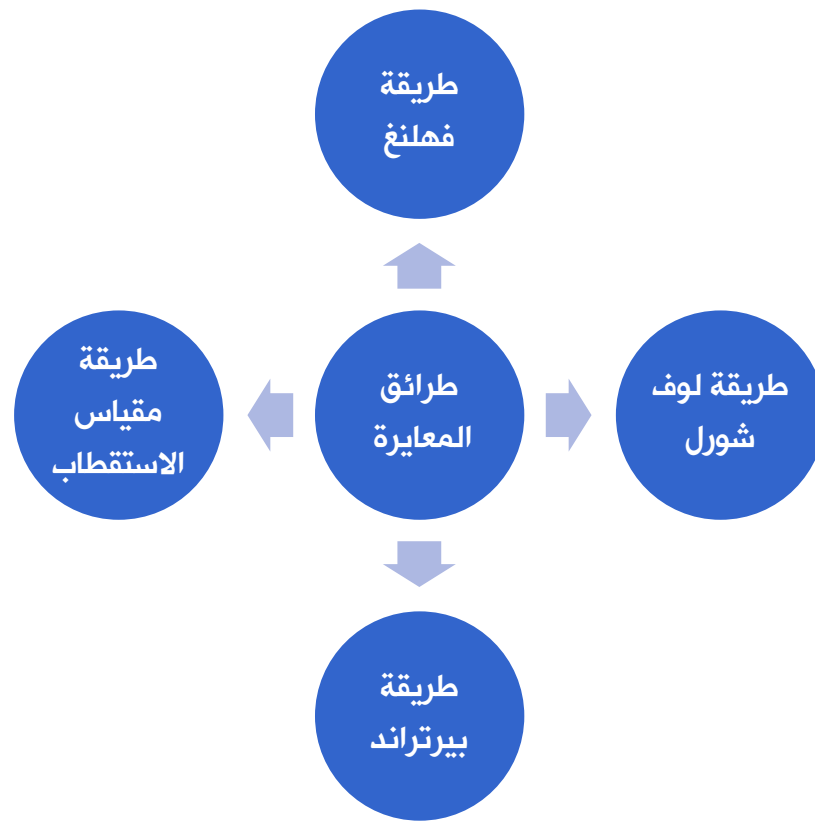 طريقة
فهلنغ
طريقة لوف
شورل
طرائق
المعايرة
طريقة
مقياس
الاستقطاب
طريقة
بيرتراند